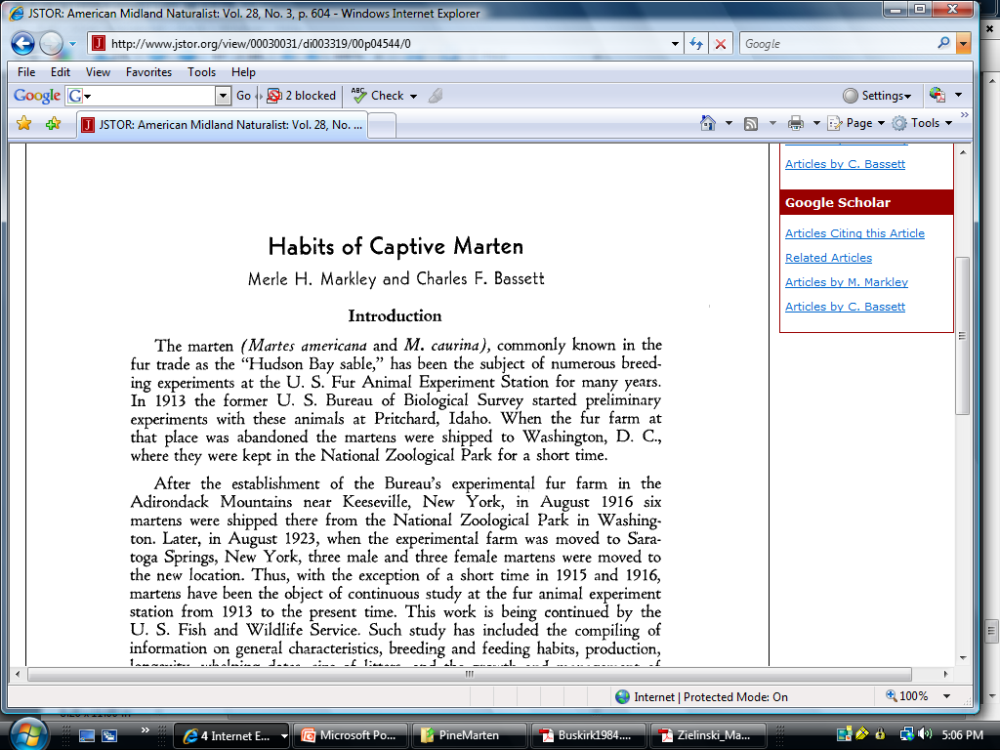 JSTOR: American Midland Naturalist: Vol. 28, No. 3, p. 604 - Windows Internet Explorer
http://www.jstor.org/view/00030031/di003319/00p04544/0
Google
File Edit View Favorites Tools Help
Google G Go 2 blocked ABC Check Settings
JSTOR: American Midland Naturalist: Vol. 28, No. ...
Page Tools
Articles by C. Bassett
Google Scholar
Articles Citing this Article
Related Articles
Articles by M. Markley
Articles by C. Bassett
Habits of Captive Marten
Merle H. Markley and Charles F. Bassett
Introduction
The marten (Martes americana and M. caurina), commonly known in the
fur trade as the "Hudson Bay sable," has been the subject of numerous breed-
ing experiments at the U. S. Fur Animal Experiment Station for many years.
In 1913 the former U. S. Bureau of Biological Survey started preliminary
experiments with these animals at Pritchard, Idaho. When the fur farm at
that place was abandoned the martens were shipped to Washington, D. C.,
where they were kept in the National Zoological Park for a short time.
After the establishment of the Bureau's experimental fur farm in the
Adirondack Mountains near Keeseville, New York, in August 1916 six
martens were shipped there from the National Zoological Park in Washing-
ton. Later, in August 1923, when the experimental farm was moved to Sara-
toga Springs, New York, three male and three female martens were moved to
the new location. Thus, with the exception of a short time in 1915 and 1916,
martens have been the object of continuous study at the fur animal experiment
station from 1913 to the present time. This work is being continued by the
U. S. Fish and Wildlife Service. Such study has included the compiling of
information on general characteristics, breeding and feeding habits, production,
Internet | Protected Mode: On
100%
4 Internet E... Microsoft Po... PineMarten Buskirk1984.... Zielinski_Ma...
5:06 PM